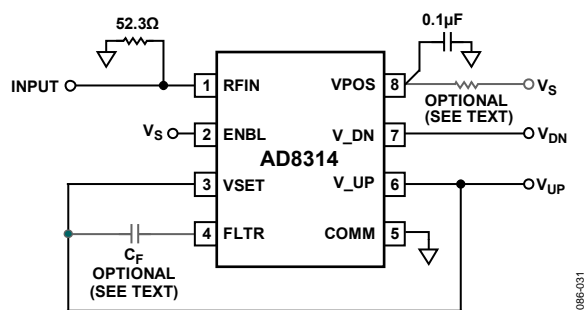 52.3Ω
0.1µF
INPUT
1 RFIN
VPOS 8
OPTIONAL
(SEE TEXT)
VS
VS
2 ENBL
V_DN 7
VDN
AD8314
3 VSET
V_UP 6
VUP
4 FLTR
COMM 5
CF
OPTIONAL
(SEE TEXT)
086-031